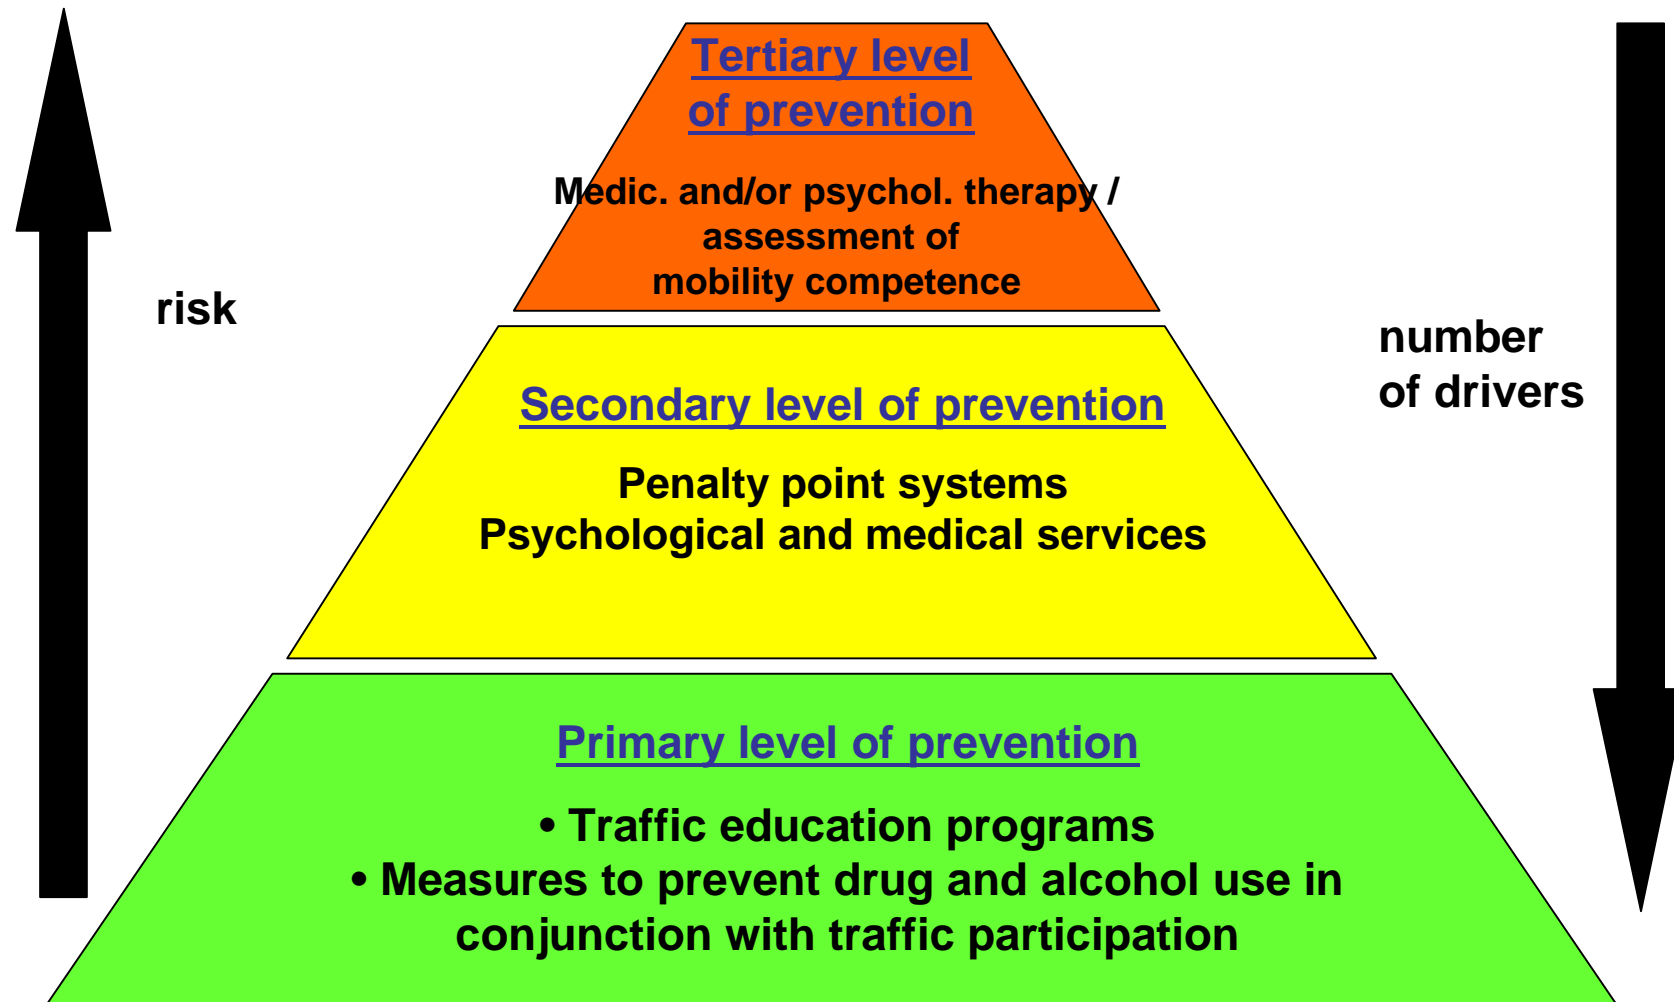 Tertiary level
of prevention
Medic. and/or psychol. therapy /
assessment of
mobility competence
risk
number
of drivers
Secondary level of prevention
Penalty point systems
Psychological and medical services
Primary level of prevention
• Traffic education programs
• Measures to prevent drug and alcohol use in
conjunction with traffic participation